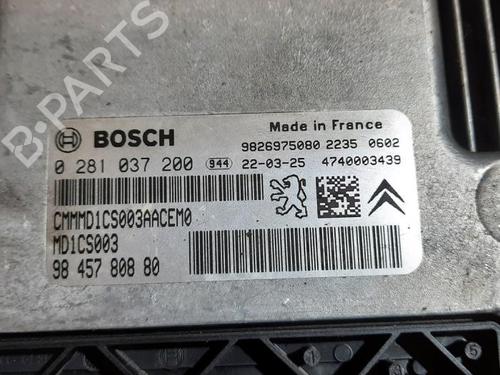 B-PARTS
BOSCH
Made in France
9826975080 2235 0602
0 281 037 200 944 22-03-25 4740003439
CMMMD1CS003AACEM0
MD1CS003
98 457 808 80